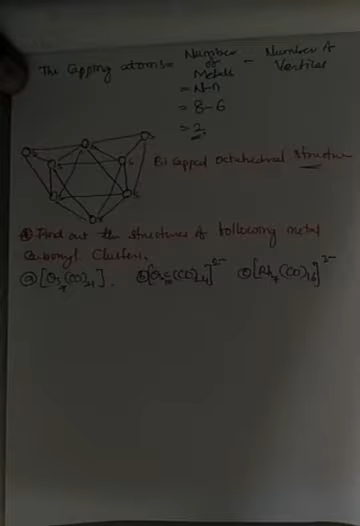 The Capping atoms = Number of Metals - Number of Vertices
= N-n
= 8-6
= 2
Bi capped octahedral structure
Find out the structures of following metal
Carbonyl Clusters.
ⓐ [Os₇(CO)₂₁]. ⓑ [Os₁₀(CO)₂₄]²⁻ ⓒ [Rh₇(CO)₁₆]³⁻